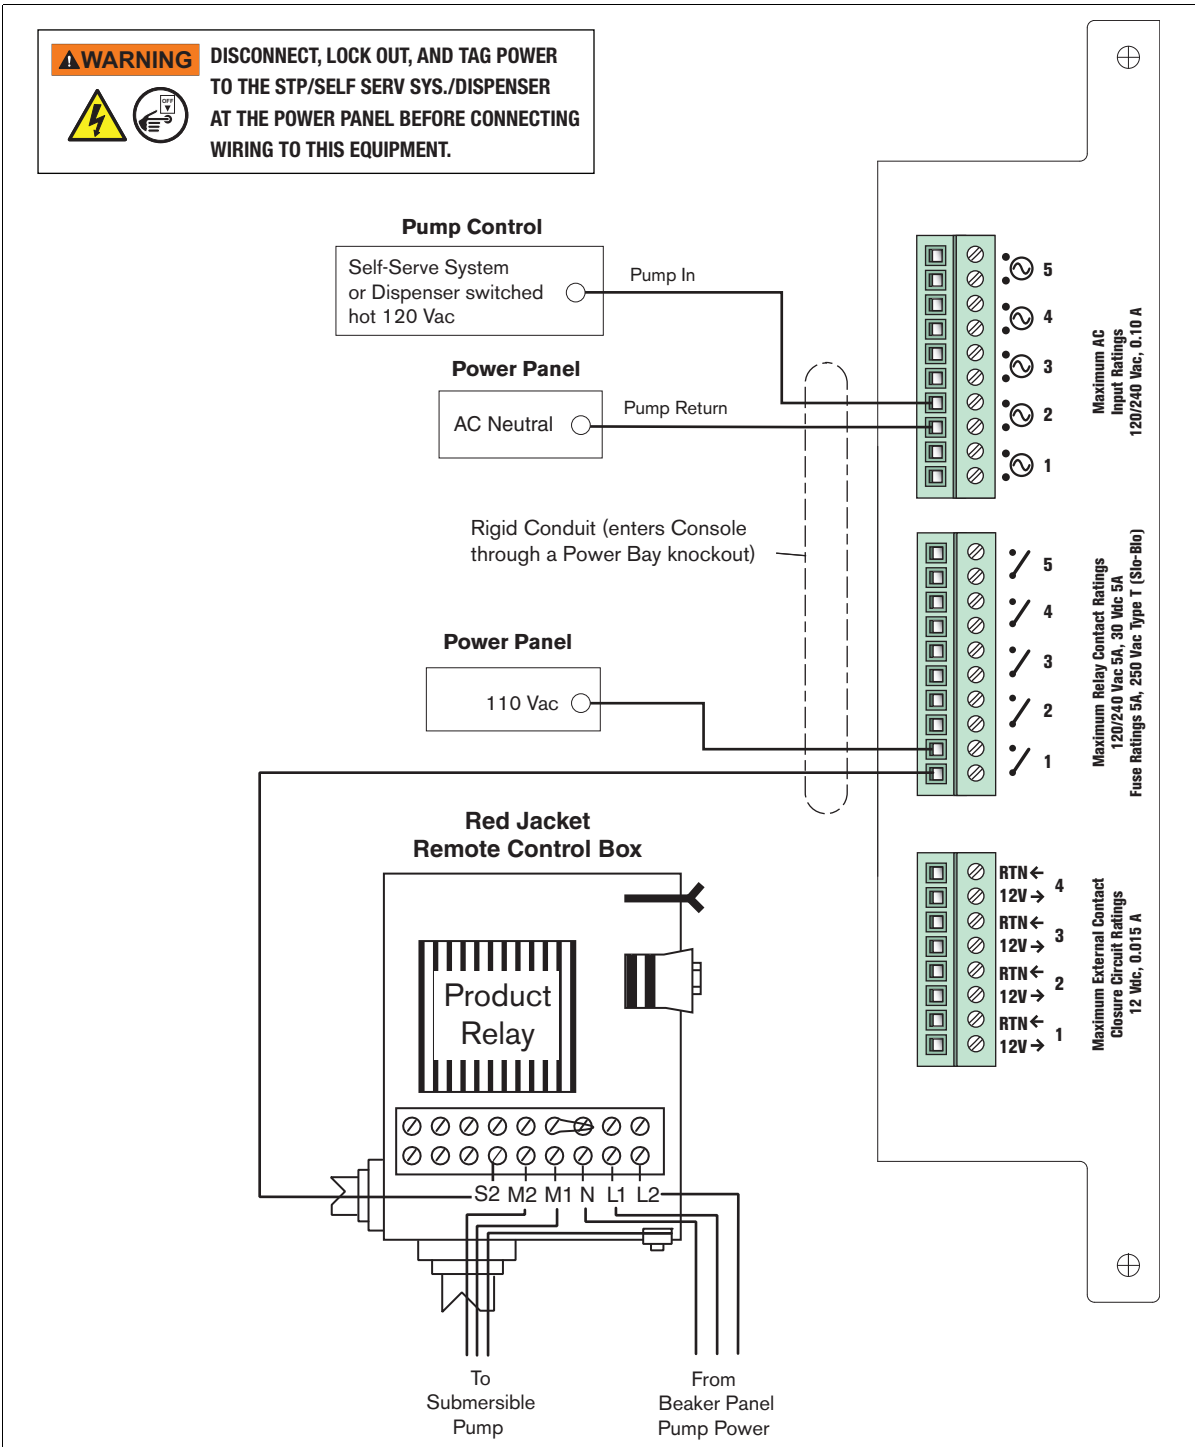 WARNING
DISCONNECT, LOCK OUT, AND TAG POWER
TO THE STP/SELF SERV SYS./DISPENSER
AT THE POWER PANEL BEFORE CONNECTING
WIRING TO THIS EQUIPMENT.
OFF
Pump Control
Self-Serve System
or Dispenser switched
hot 120 Vac
Pump In
Power Panel
AC Neutral
Pump Return
Rigid Conduit (enters Console
through a Power Bay knockout)
Power Panel
110 Vac
5
4
3
2
1
Maximum AC
Input Ratings
120/240 Vac, 0.10 A
5
4
3
2
1
Maximum Relay Contact Ratings
120/240 Vac 5A, 30 Vdc 5A
Fuse Ratings 5A, 250 Vac Type T (Slo-Blo)
RTN ←
12V →
4
RTN ←
12V →
3
RTN ←
12V →
2
RTN ←
12V →
1
Maximum External Contact
Closure Circuit Ratings
12 Vdc, 0.015 A
Red Jacket
Remote Control Box
Product
Relay
S2 M2 M1 N L1 L2
To
Submersible
Pump
From
Beaker Panel
Pump Power